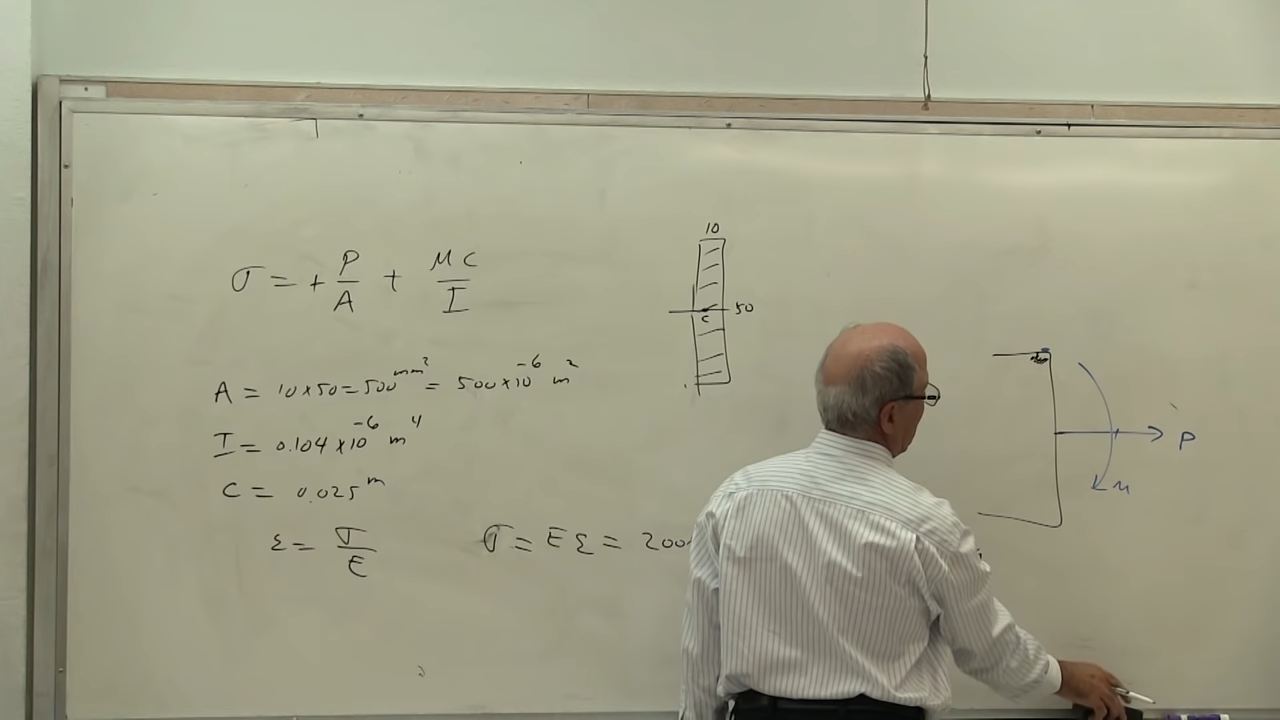 σ = + P/A + Mc/I
A = 10×50 = 500 mm² = 500×10⁻⁶ m²
I = 0.104×10⁻⁶ m⁴
C = 0.025 m
ε = σ/E
σ = E ε = 200
10
50
c
P
M